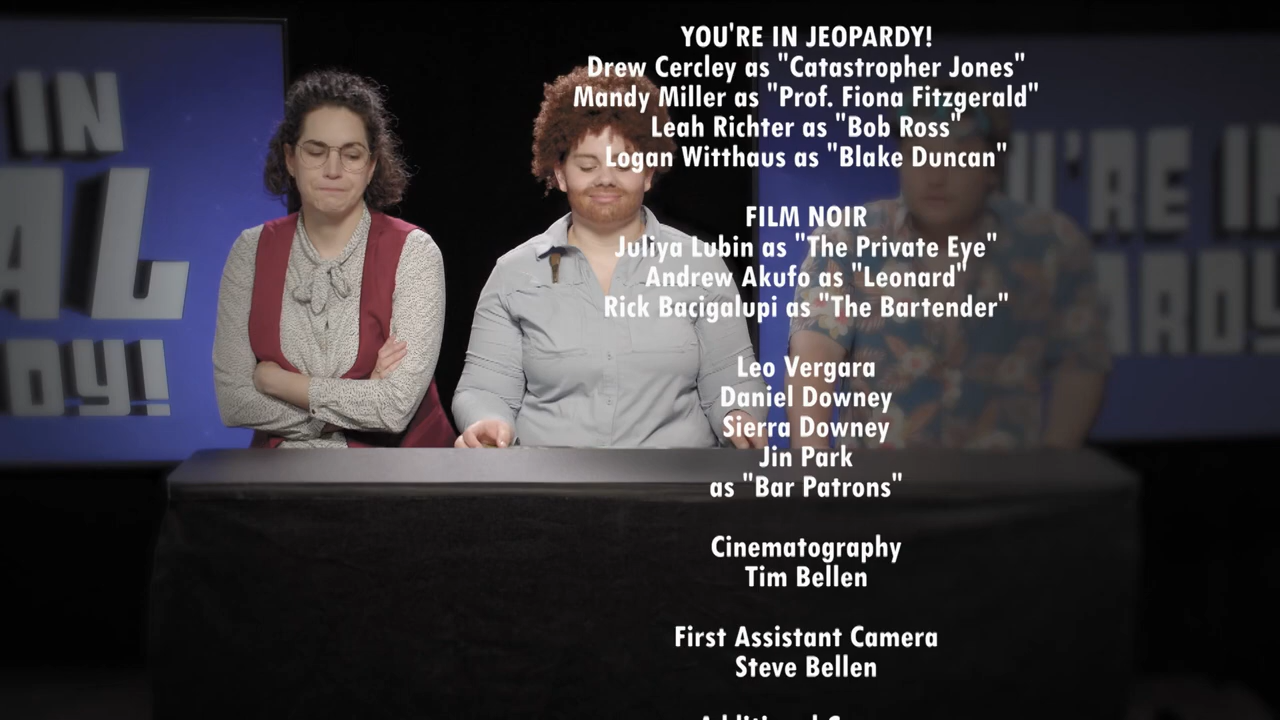 IN
AL
DY!
YOU'RE IN JEOPARDY!
Drew Cercley as "Catastropher Jones"
Mandy Miller as "Prof. Fiona Fitzgerald"
Leah Richter as "Bob Ross"
Logan Witthaus as "Blake Duncan"
FILM NOIR
Juliya Lubin as "The Private Eye"
Andrew Akufo as "Leonard"
Rick Bacigalupi as "The Bartender"
Leo Vergara
Daniel Downey
Sierra Downey
Jin Park
as "Bar Patrons"
Cinematography
Tim Bellen
First Assistant Camera
Steve Bellen